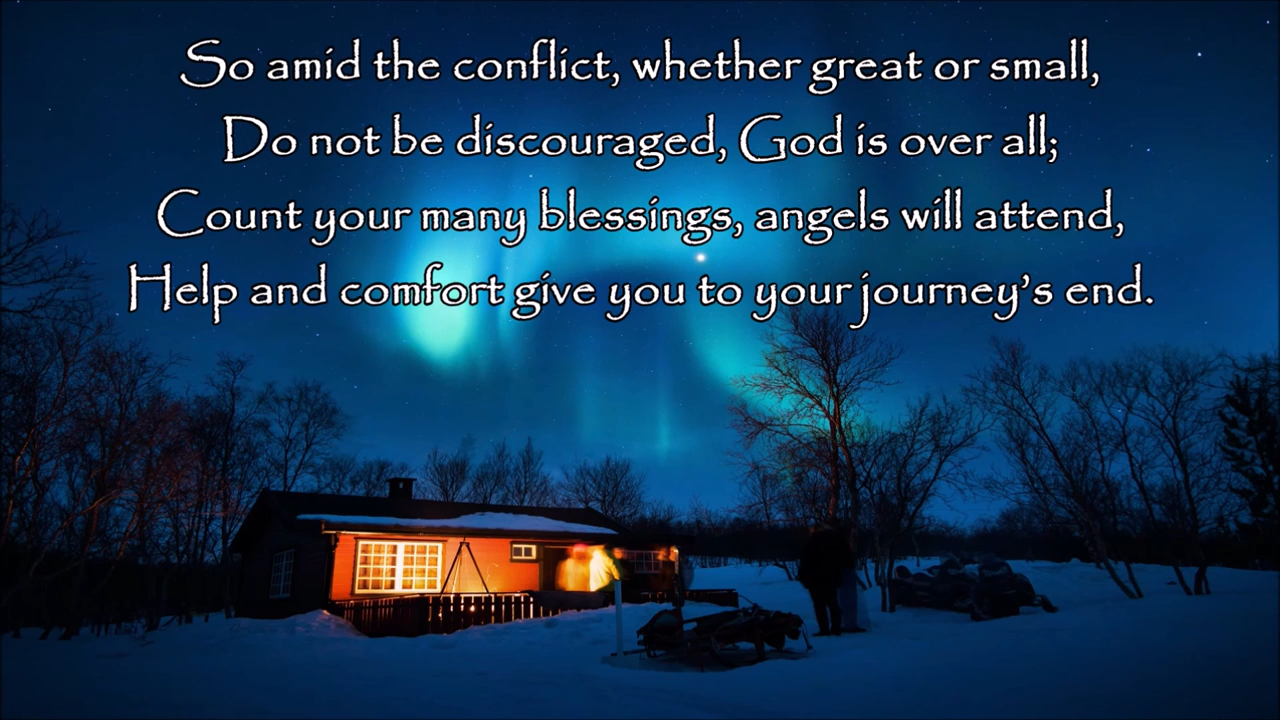 So amid the conflict, whether great or small,
Do not be discouraged, God is over all;
Count your many blessings, angels will attend,
Help and comfort give you to your journey’s end.